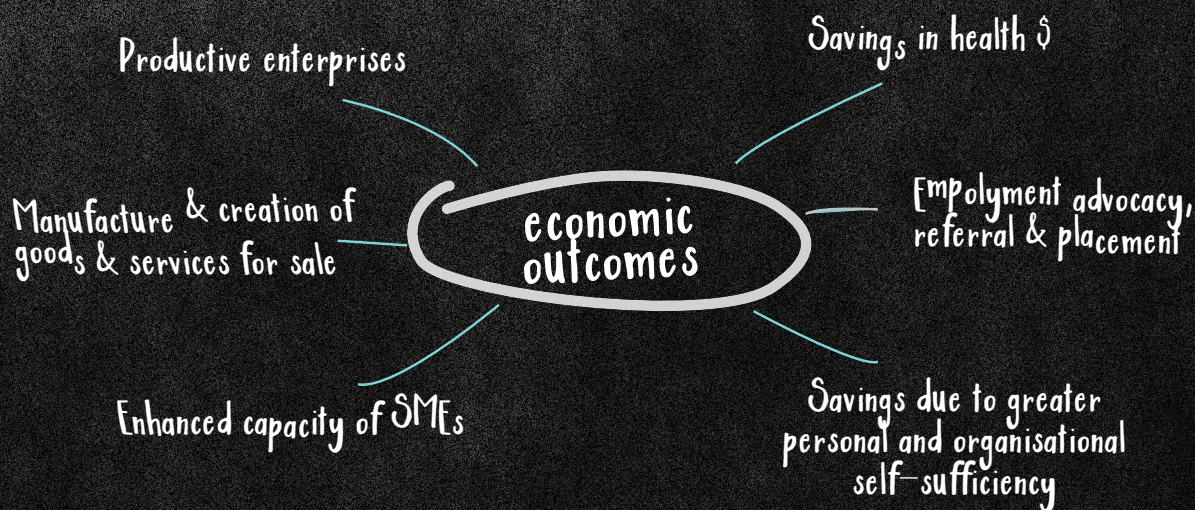 Productive enterprises
Savings in health $
Manufacture & creation of
goods & services for sale
economic
outcomes
Empolyment advocacy,
referral & placement
Enhanced capacity of SMEs
Savings due to greater
personal and organisational
self-sufficiency